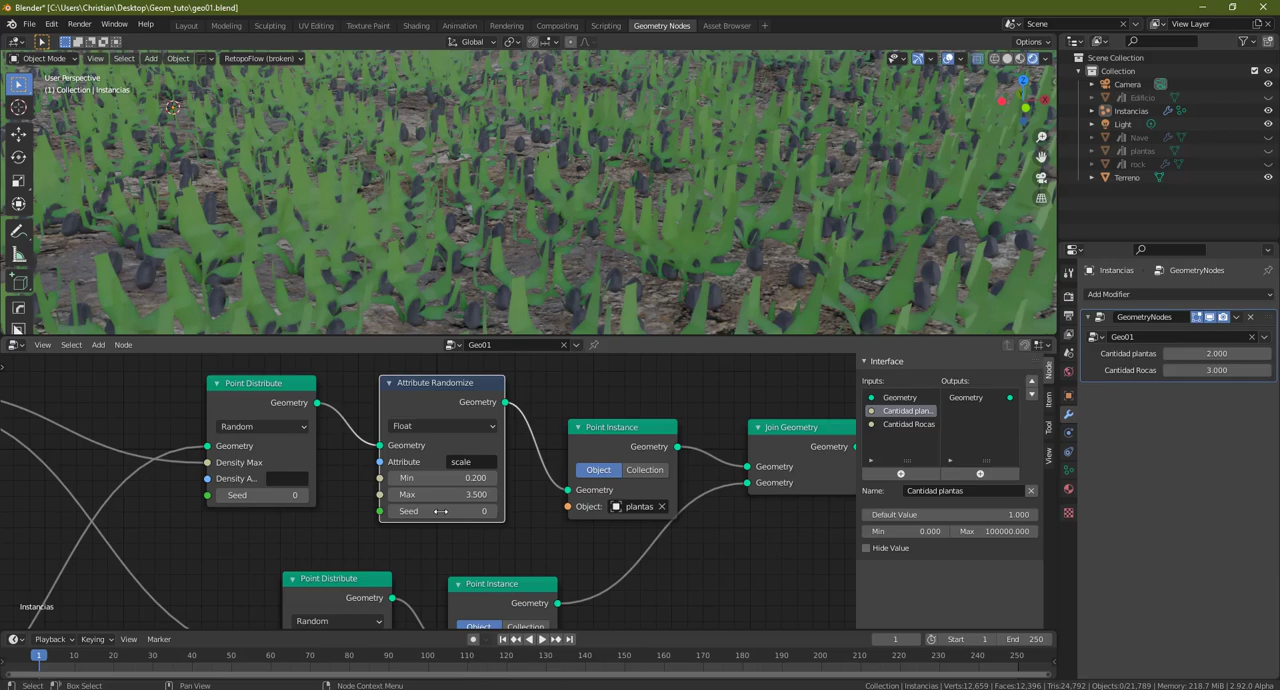 Blender* [C:\Users\Christian\Desktop\Geom_tuto\geo01.blend]
File Edit Render Window Help Layout Modeling Sculpting UV Editing Texture Paint Shading Animation Rendering Compositing Scripting Geometry Nodes Asset Browser + Scene View Layer
Global Options
Object Mode View Select Add Object RetopoFlow (broken)
User Perspective
(1) Collection | Instancias
Scene Collection
Collection
Camera
Edificio
Instancias
Light
Nave
plantas
rock
Terreno
Instancias GeometryNodes
Add Modifier
GeometryNodes
Geo01
Cantidad plantas 2.000
Cantidad Rocas 3.000
View Select Add Node Geo01
Point Distribute
Geometry
Random
Geometry
Density Max
Density A...
Seed 0
Attribute Randomize
Geometry
Float
Geometry
Attribute scale
Min 0.200
Max 3.500
Seed 0
Point Instance
Geometry
Object Collection
Geometry
Object: plantas
Join Geometry
Geometry
Geometry
Geometry
Point Distribute
Geometry
Random
Point Instance
Geometry
Object Collection
Instancias
Interface
Inputs: Outputs:
Geometry Geometry
Cantidad plan...
Cantidad Rocas
Name: Cantidad plantas
Default Value 1.000
Min 0.000 Max 100000.000
Hide Value
Node
Item
Tool
View
Playback Keying View Marker 1 Start 1 End 250
1 10 20 30 40 50 60 70 80 90 100 110 120 130 140 150 160 170 180 190 200 210 220 230 240 250
Select Box Select Pan View Node Context Menu Collection | Instancias | Verts:12,659 | Faces:12,396 | Tris:24,792 | Objects:0/21,789 | Memory: 218.7 MiB | 2.92.0 Alpha